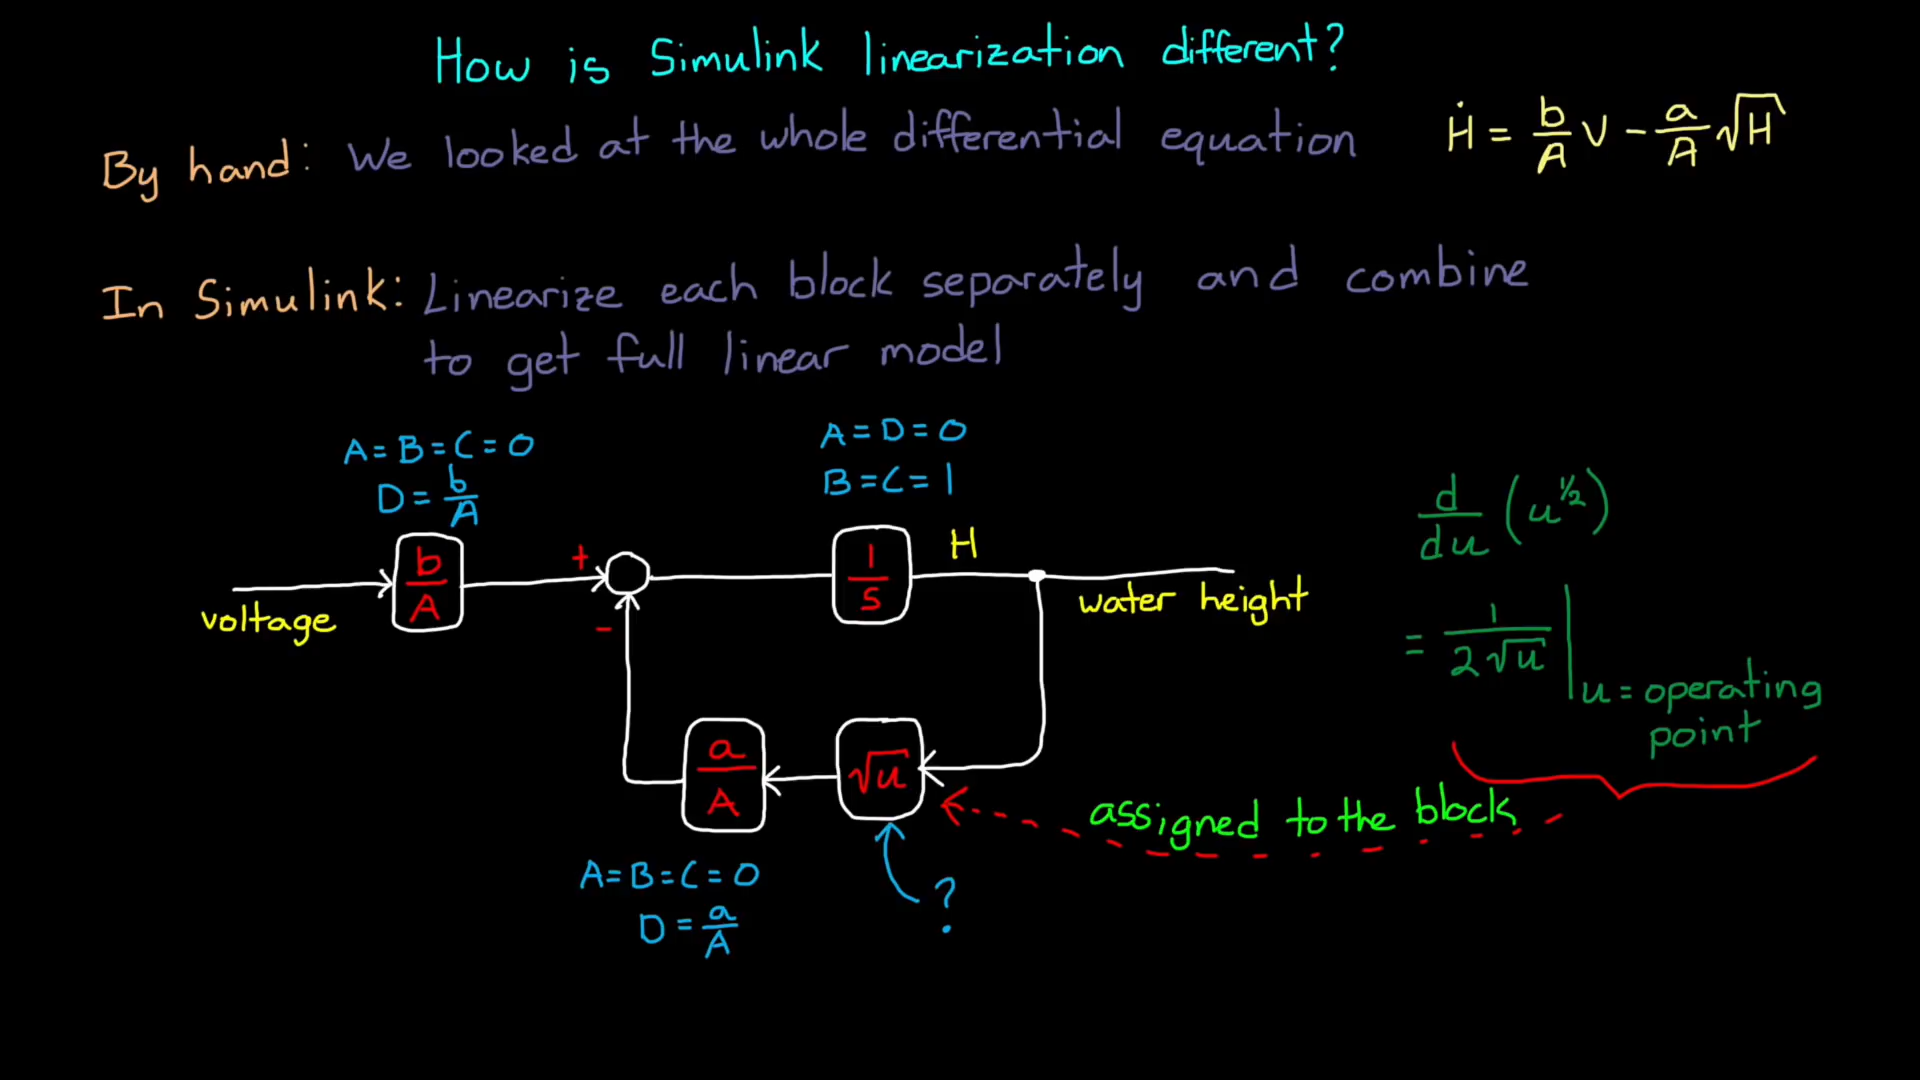 How is Simulink linearization different?
By hand: We looked at the whole differential equation Ḣ = b/A V - a/A √H
In Simulink: Linearize each block separately and combine
to get full linear model
A = B = C = 0
D = b/A
A = D = 0
B = C = 1
d/du (u^1/2)
= 1/(2√u) | u = operating
point
voltage
b/A
+
-
1/s
H
water height
a/A
√u
assigned to the block
A = B = C = 0
D = a/A
?